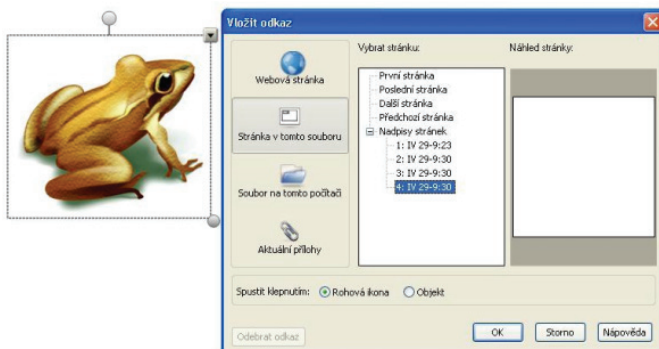 Vložit odkaz
Webová stránka
Stránka v tomto souboru
Soubor na tomto počítači
Aktuální přílohy
Vybrat stránku:
První stránka
Poslední stránka
Další stránka
Předchozí stránka
Nadpisy stránek
1: IV 29-9:23
2: IV 29-9:30
3: IV 29-9:30
4: IV 29-9:30
Náhled stránky:
Spustit klepnutím: Rohová ikona Objekt
Odebrat odkaz OK Storno Nápověda